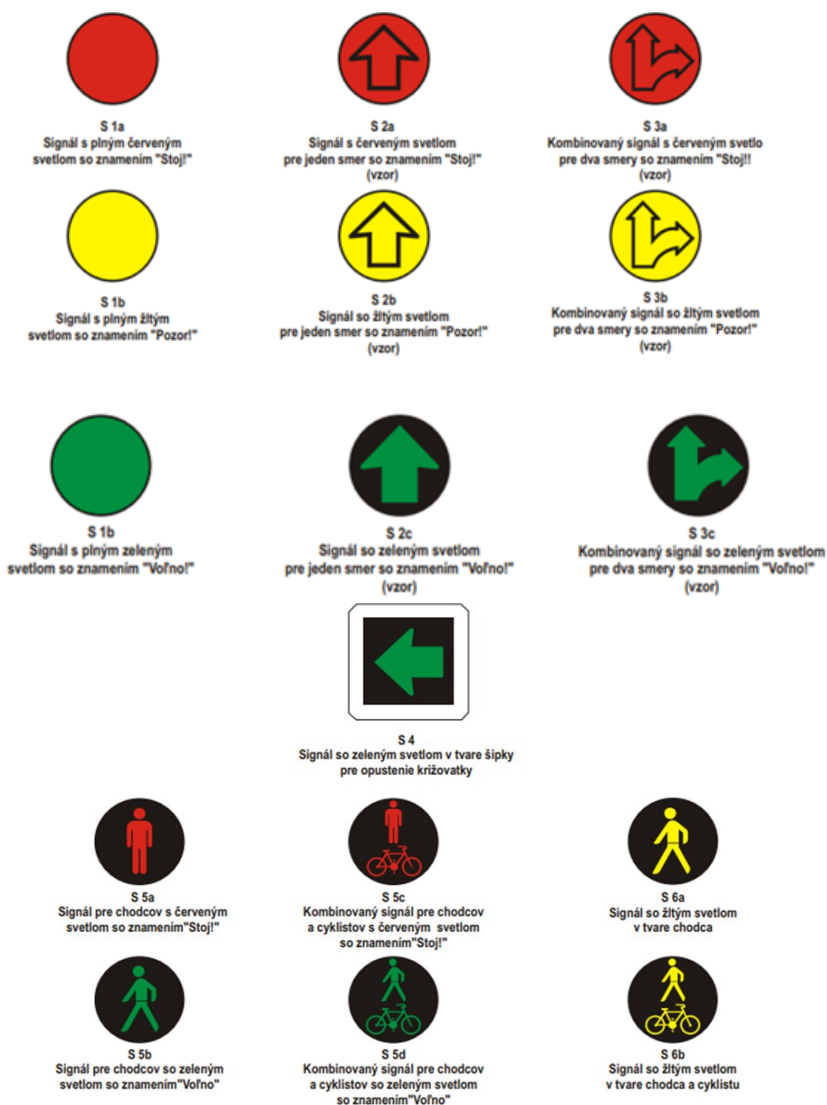 S 1a
Signál s plným červeným
svetlom so znamením "Stoj!"
S 2a
Signál s červeným svetlom
pre jeden smer so znamením "Stoj!"
(vzor)
S 3a
Kombinovaný signál s červeným svetlo
pre dva smery so znamením "Stoj!!
(vzor)
S 1b
Signál s plným žltým
svetlom so znamením "Pozor!"
S 2b
Signál so žltým svetlom
pre jeden smer so znamením "Pozor!"
(vzor)
S 3b
Kombinovaný signál so žltým svetlom
pre dva smery so znamením "Pozor!"
(vzor)
S 1b
Signál s plným zeleným
svetlom so znamením "Voľno!"
S 2c
Signál so zeleným svetlom
pre jeden smer so znamením "Voľno!"
(vzor)
S 3c
Kombinovaný signál so zeleným svetlom
pre dva smery so znamením "Voľno!"
(vzor)
S 4
Signál so zeleným svetlom v tvare šípky
pre opustenie križovatky
S 5a
Signál pre chodcov s červeným
svetlom so znamením"Stoj!"
S 5c
Kombinovaný signál pre chodcov
a cyklistov s červeným svetlom
so znamením"Stoj!"
S 6a
Signál so žltým svetlom
v tvare chodca
S 5b
Signál pre chodcov so zeleným
svetlom so znamením"Voľno"
S 5d
Kombinovaný signál pre chodcov
a cyklistov so zeleným svetlom
so znamením"Voľno"
S 6b
Signál so žltým svetlom
v tvare chodca a cyklistu